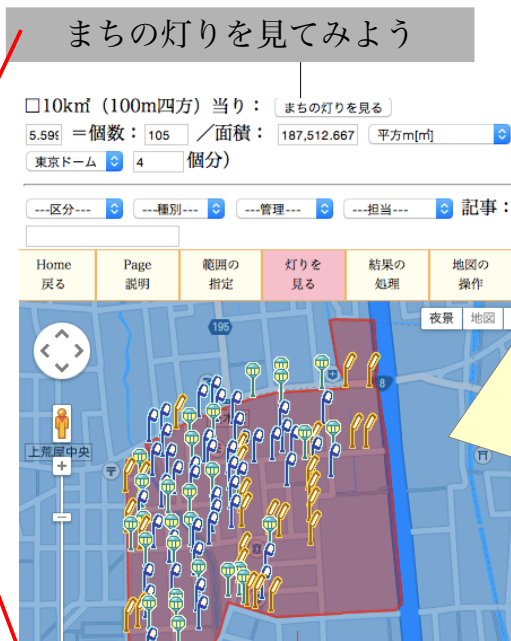 まちの灯りを見てみよう
□10k㎡（100m四方）当り： まちの灯りを見る
5.599 ＝個数： 105 ／面積： 187,512.667 平方m[㎡]
東京ドーム 4 個分）
---区分--- ---種別--- ---管理--- ---担当--- 記事：
Home Page 範囲の 灯りを 結果の 地図の
戻る 説明 指定 見る 処理 操作
夜景 地図
195
8
上荒屋中央